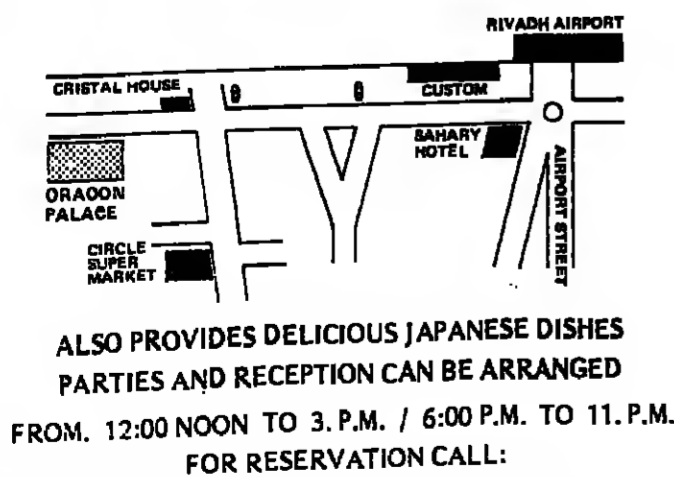 RIYADH AIRPORT
CRISTAL HOUSE
CUSTOM
SAHARY
HOTEL
AIRPORT STREET
DRAGON
PALACE
CIRCLE
SUPER
MARKET
ALSO PROVIDES DELICIOUS JAPANESE DISHES
PARTIES AND RECEPTION CAN BE ARRANGED
FROM. 12:00 NOON TO 3. P.M. / 6:00 P.M. TO 11. P.M.
FOR RESERVATION CALL: